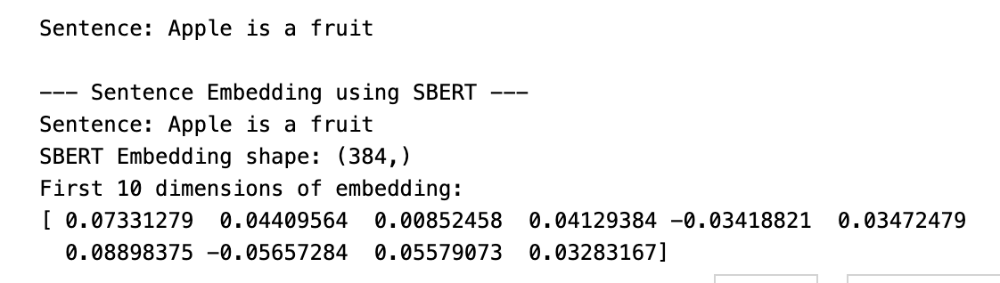 Sentence: Apple is a fruit
--- Sentence Embedding using SBERT ---
Sentence: Apple is a fruit
SBERT Embedding shape: (384,)
First 10 dimensions of embedding:
[ 0.07331279  0.04409564  0.00852458  0.04129384 -0.03418821  0.03472479
  0.08898375 -0.05657284  0.05579073  0.03283167]